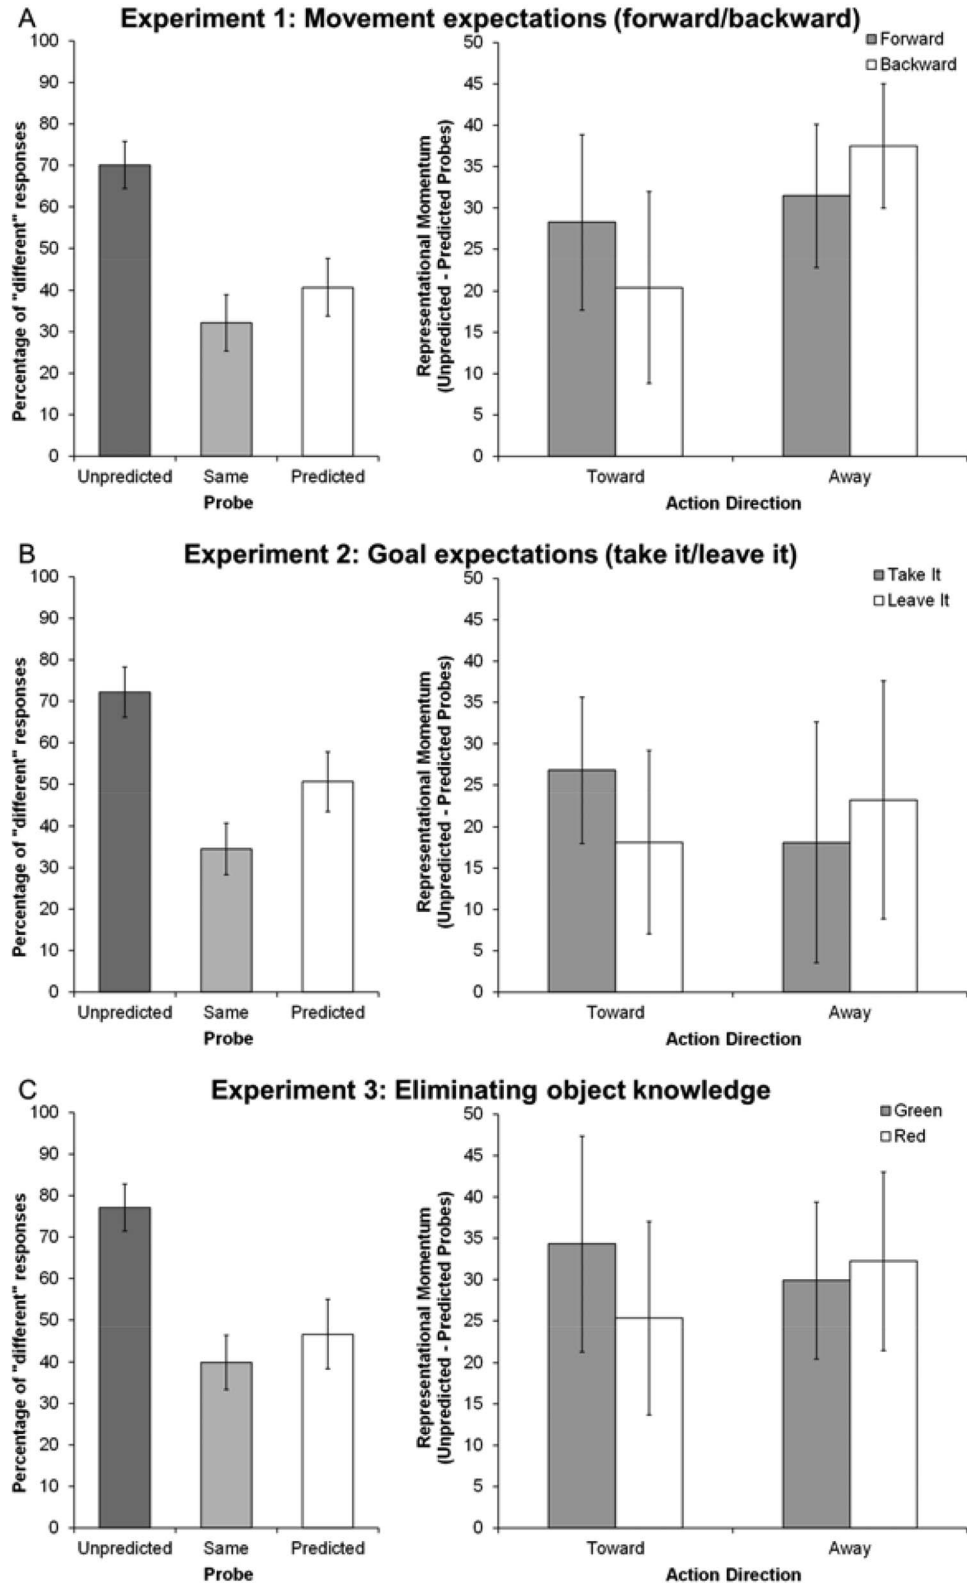 A
Experiment 1: Movement expectations (forward/backward)
100
90
80
70
60
50
40
30
20
10
0
Percentage of "different" responses
Unpredicted
Same
Predicted
Probe
50
45
40
35
30
25
20
15
10
5
0
Representational Momentum
(Unpredicted - Predicted Probes)
Forward
Backward
Toward
Away
Action Direction
B
Experiment 2: Goal expectations (take it/leave it)
100
90
80
70
60
50
40
30
20
10
0
Percentage of "different" responses
Unpredicted
Same
Predicted
Probe
50
45
40
35
30
25
20
15
10
5
0
Representational Momentum
(Unpredicted - Predicted Probes)
Take It
Leave It
Toward
Away
Action Direction
C
Experiment 3: Eliminating object knowledge
100
90
80
70
60
50
40
30
20
10
0
Percentage of "different" responses
Unpredicted
Same
Predicted
Probe
50
45
40
35
30
25
20
15
10
5
0
Representational Momentum
(Unpredicted - Predicted Probes)
Green
Red
Toward
Away
Action Direction